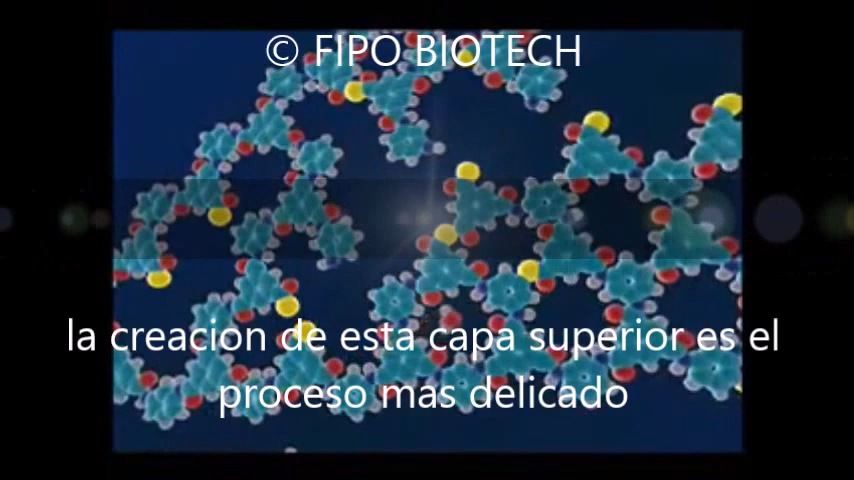 © FIPO BIOTECH
la creacion de esta capa superior es el
proceso mas delicado